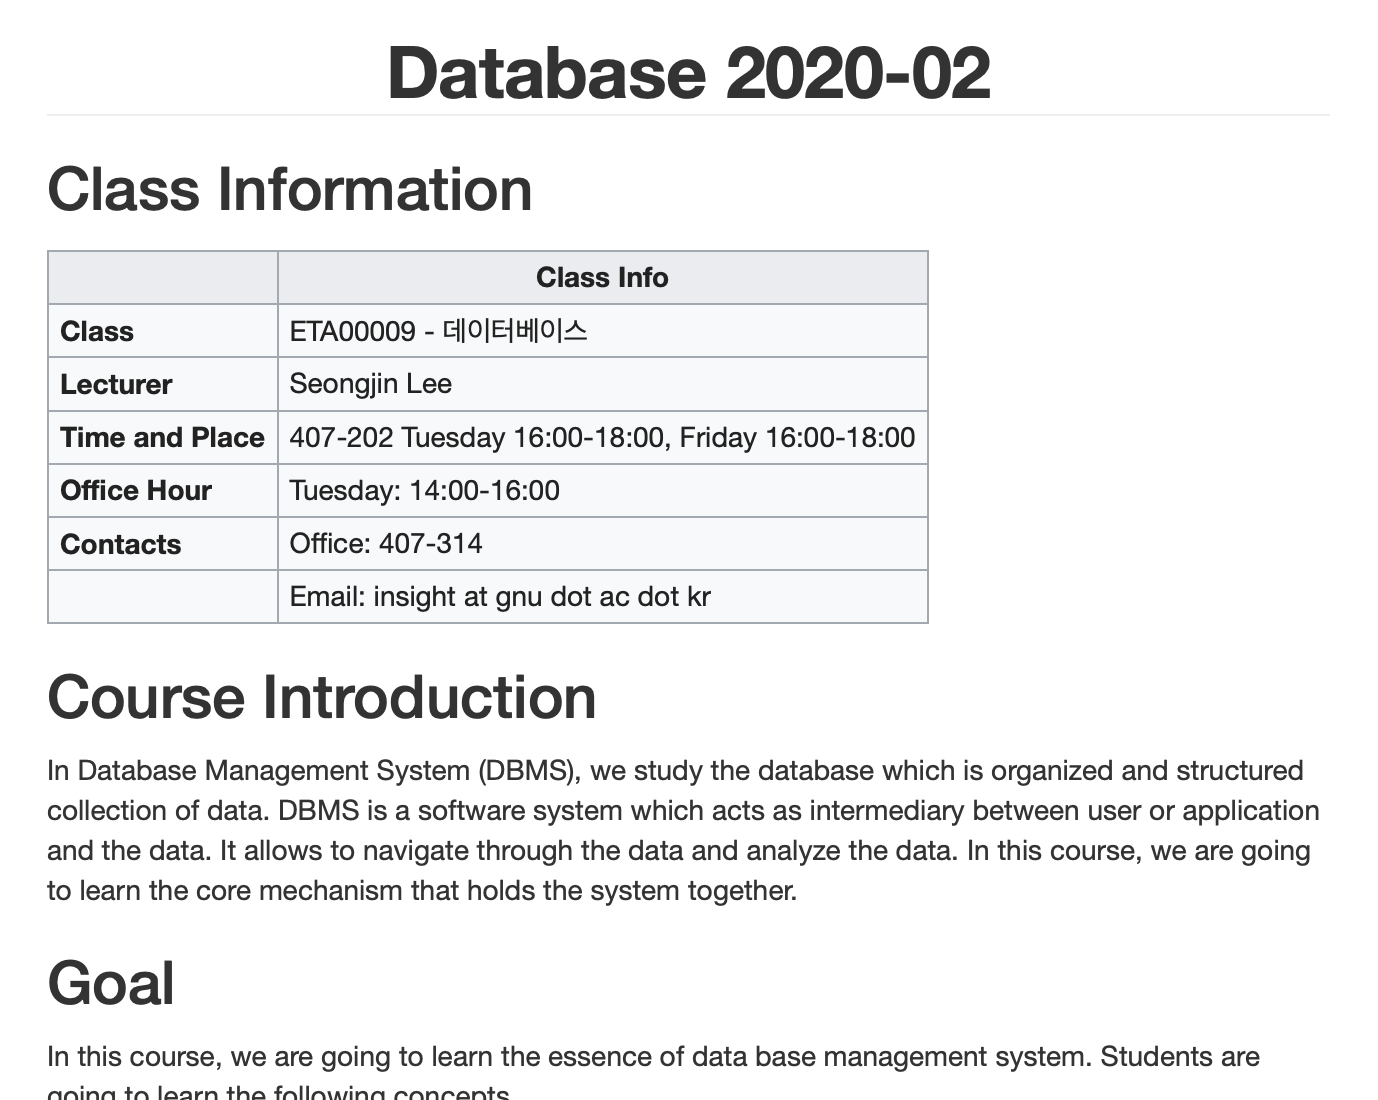 Database 2020-02
Class Information
Class Info
Class ETA00009 - 데이터베이스
Lecturer Seongjin Lee
Time and Place 407-202 Tuesday 16:00-18:00, Friday 16:00-18:00
Office Hour Tuesday: 14:00-16:00
Contacts Office: 407-314
Email: insight at gnu dot ac dot kr
Course Introduction
In Database Management System (DBMS), we study the database which is organized and structured
collection of data. DBMS is a software system which acts as intermediary between user or application
and the data. It allows to navigate through the data and analyze the data. In this course, we are going
to learn the core mechanism that holds the system together.
Goal
In this course, we are going to learn the essence of data base management system. Students are
going to learn the following concepts